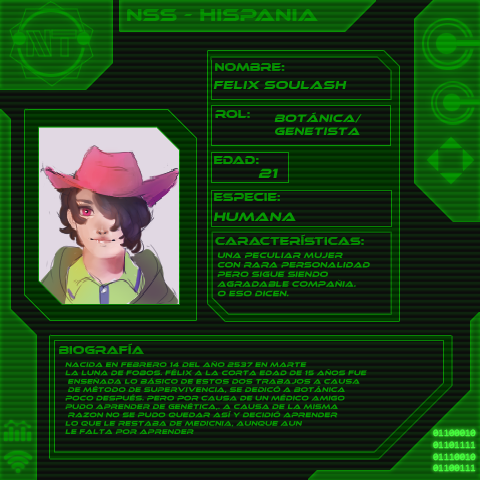 NSS - HISPANIA
NT
NOMBRE:
FELIX SOULASH
ROL:
BOTÁNICA/
GENETISTA
EDAD:
21
ESPECIE:
HUMANA
CARACTERÍSTICAS:
UNA PECULIAR MUJER
CON RARA PERSONALIDAD
PERO SIGUE SIENDO
AGRADABLE COMPAÑIA.
O ESO DICEN.
BIOGRAFÍA
NACIDA EN FEBRERO 14 DEL AÑO 2537 EN MARTE
LA LUNA DE FOBOS. FÉLIX A LA CORTA EDAD DE 15 AÑOS FUE
ENSEÑADA LO BÁSICO DE ESTOS DOS TRABAJOS A CAUSA
DE MÉTODO DE SUPERVIVENCIA, SE DEDICÓ A BOTÁNICA
POCO DESPUÉS. PERO POR CAUSA DE UN MÉDICO AMIGO
PUDO APRENDER DE GENÉTICA,. A CAUSA DE LA MISMA
RAZON NO SE PUDO QUEDAR ASÍ Y DECIDIÓ APRENDER
LO QUE LE RESTABA DE MEDICNIA, AUNQUE AUN
LE FALTA POR APRENDER
01100010
01101111
01110010
01100111